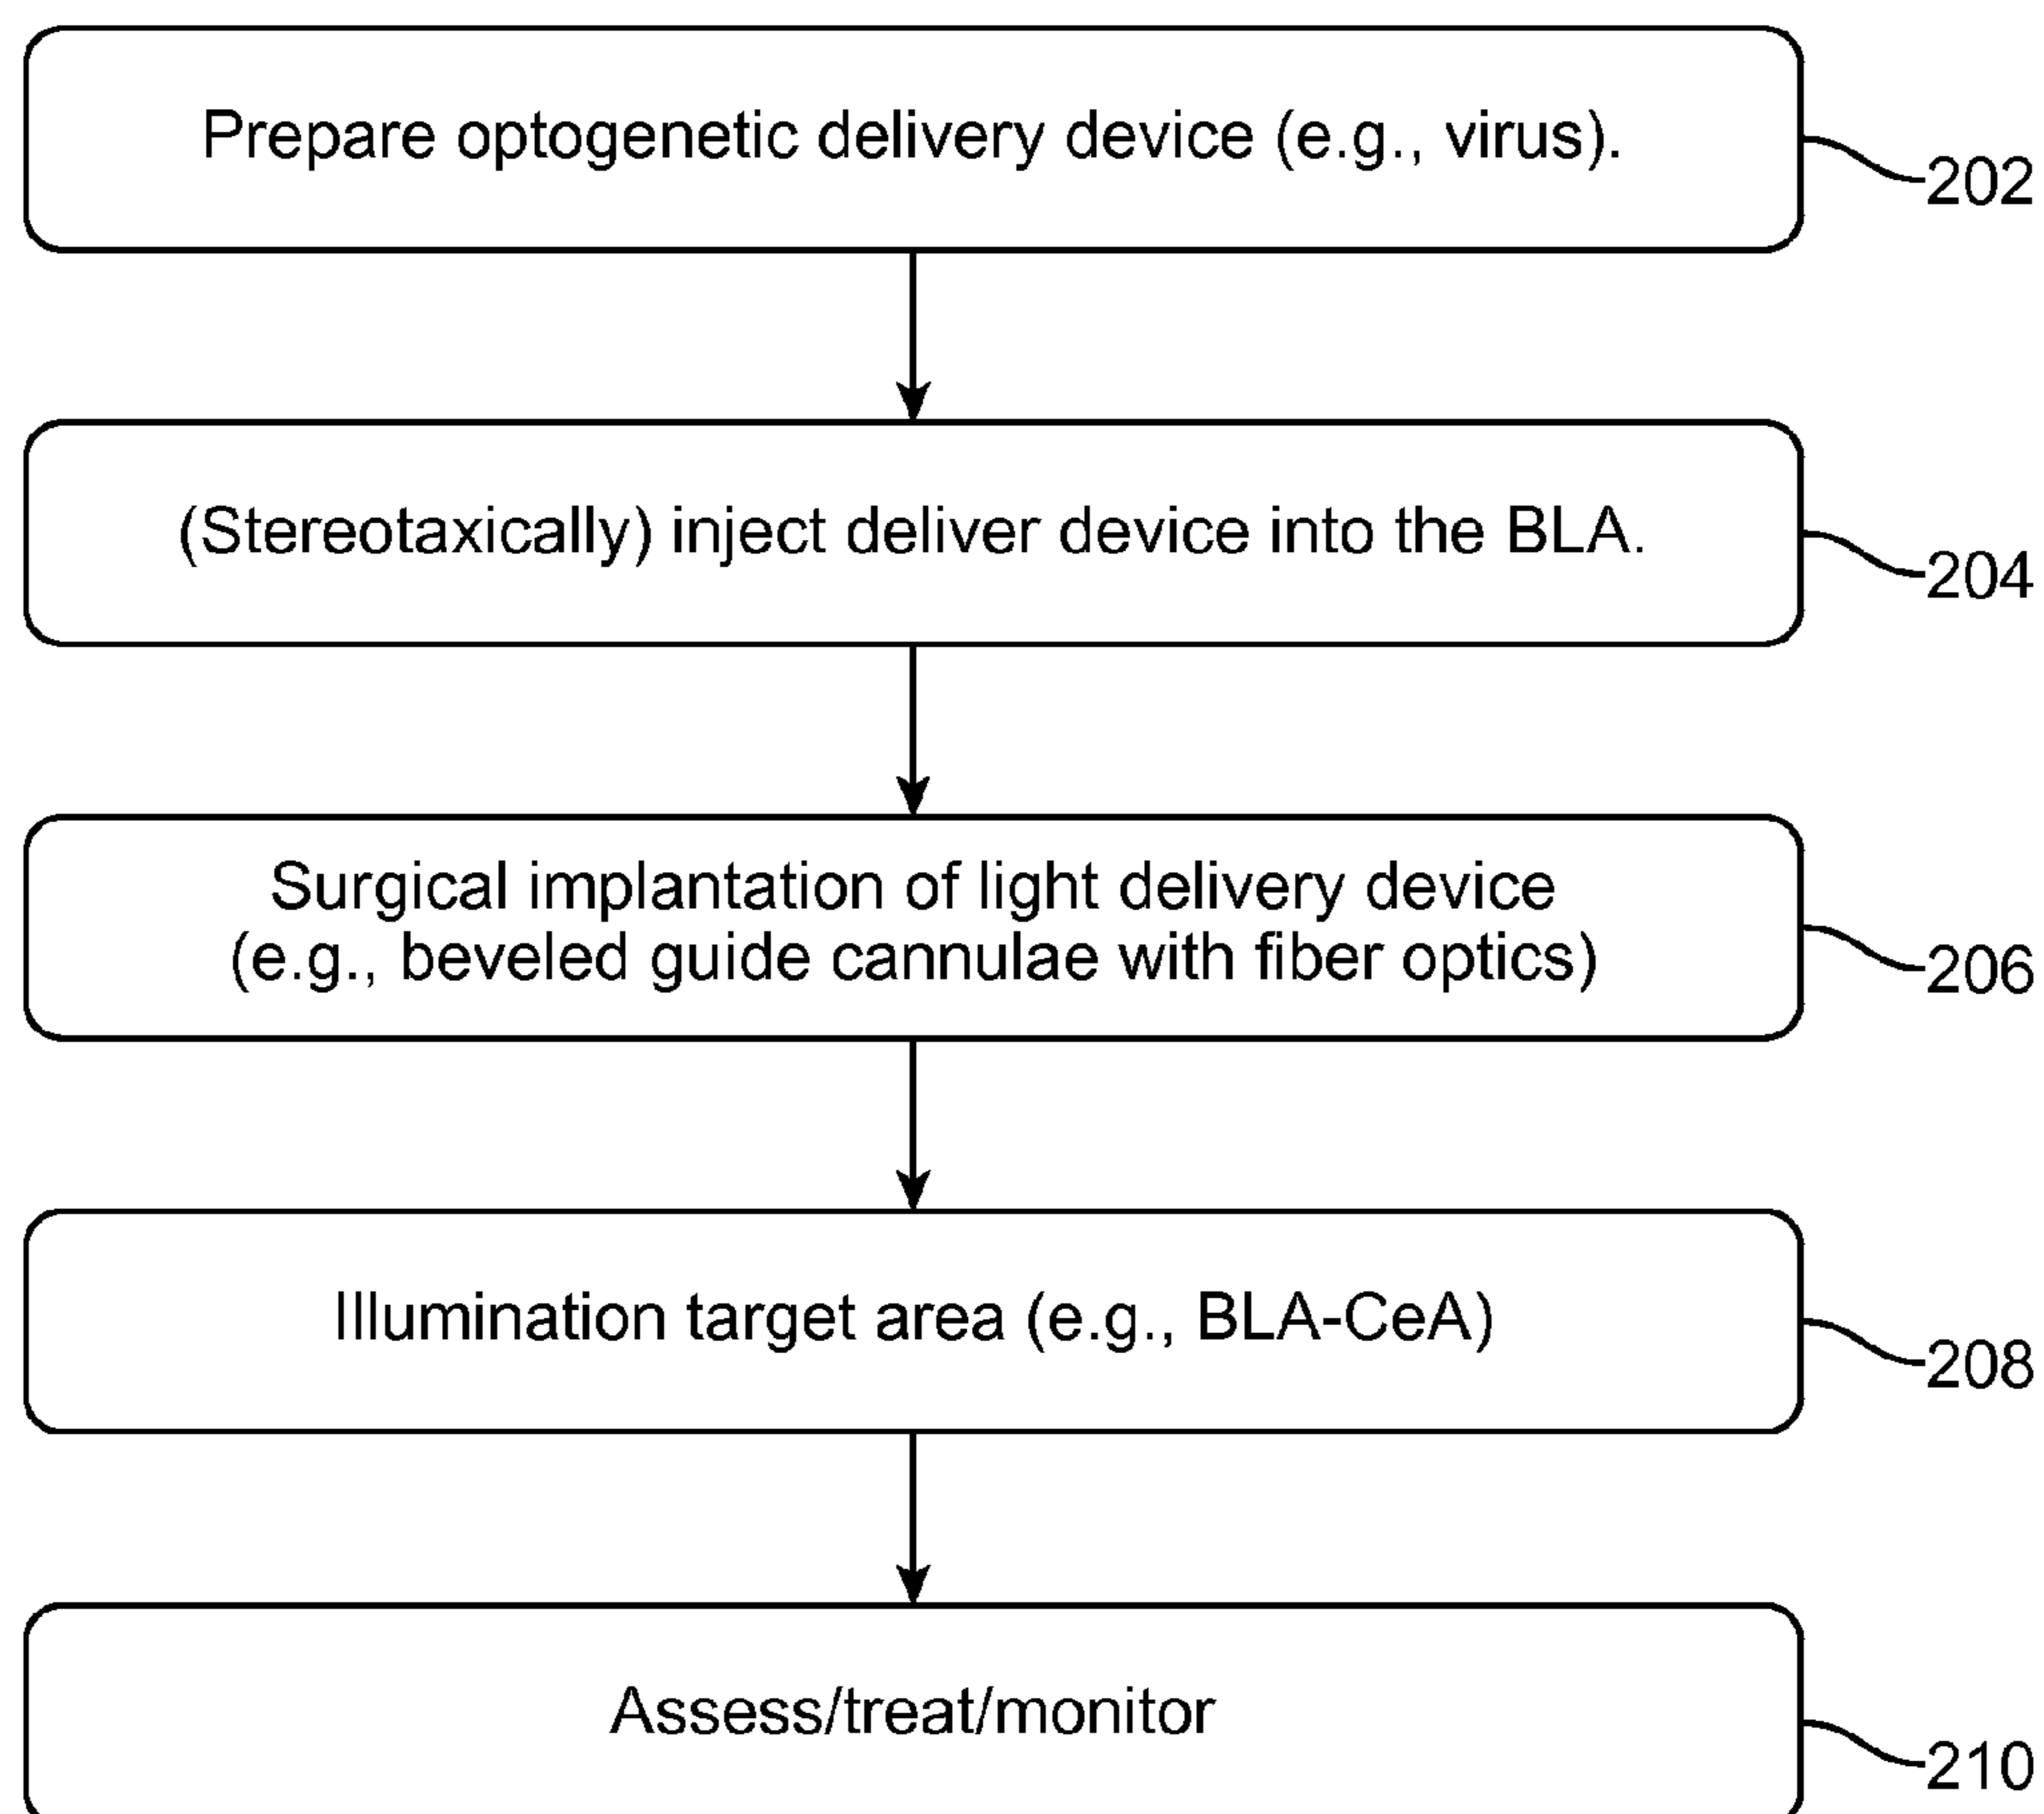 Prepare optogenetic delivery device (e.g., virus).
202
(Stereotaxically) inject deliver device into the BLA.
204
Surgical implantation of light delivery device
(e.g., beveled guide cannulae with fiber optics)
206
Illumination target area (e.g., BLA-CeA)
208
Assess/treat/monitor
210